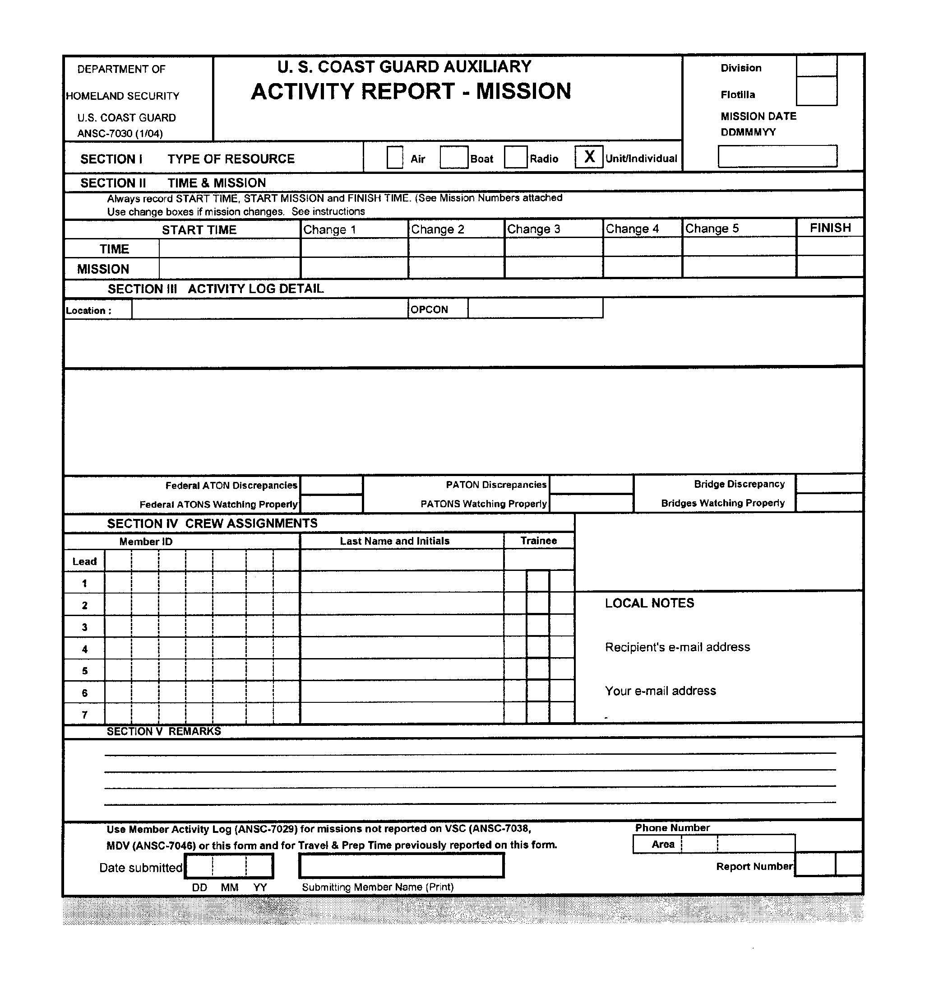 DEPARTMENT OF
HOMELAND SECURITY
U.S. COAST GUARD
ANSC-7030 (1/04)
U. S. COAST GUARD AUXILIARY
ACTIVITY REPORT - MISSION
Division
Flotilla
MISSION DATE
DDMMMYY
SECTION I TYPE OF RESOURCE Air Boat Radio X Unit/Individual
SECTION II TIME & MISSION
Always record START TIME, START MISSION and FINISH TIME. (See Mission Numbers attached
Use change boxes if mission changes. See instructions
START TIME Change 1 Change 2 Change 3 Change 4 Change 5 FINISH
TIME
MISSION
SECTION III ACTIVITY LOG DETAIL
Location : OPCON
Federal ATON Discrepancies PATON Discrepancies Bridge Discrepancy
Federal ATONS Watching Properly PATONS Watching Properly Bridges Watching Properly
SECTION IV CREW ASSIGNMENTS
Member ID Last Name and Initials Trainee
Lead
1
2
3
4
5
6
7
LOCAL NOTES
Recipient's e-mail address
Your e-mail address
SECTION V REMARKS
Use Member Activity Log (ANSC-7029) for missions not reported on VSC (ANSC-7038,
MDV (ANSC-7046) or this form and for Travel & Prep Time previously reported on this form.
Phone Number
Area
Date submitted
Report Number
DD MM YY Submitting Member Name (Print)